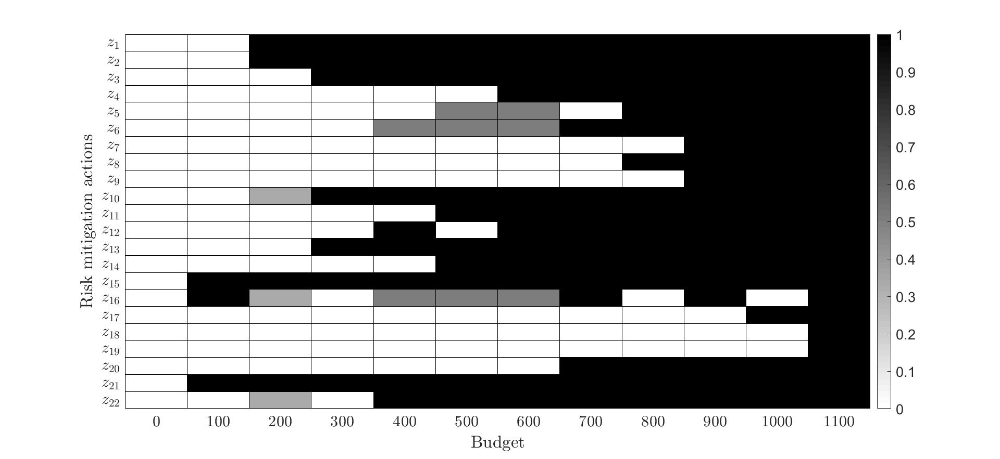 z₁
z₂
z₃
z₄
z₅
z₆
z₇
z₈
z₉
z₁₀
z₁₁
z₁₂
z₁₃
z₁₄
z₁₅
z₁₆
z₁₇
z₁₈
z₁₉
z₂₀
z₂₁
z₂₂
Risk mitigation actions
0 100 200 300 400 500 600 700 800 900 1000 1100
Budget
1
0.9
0.8
0.7
0.6
0.5
0.4
0.3
0.2
0.1
0